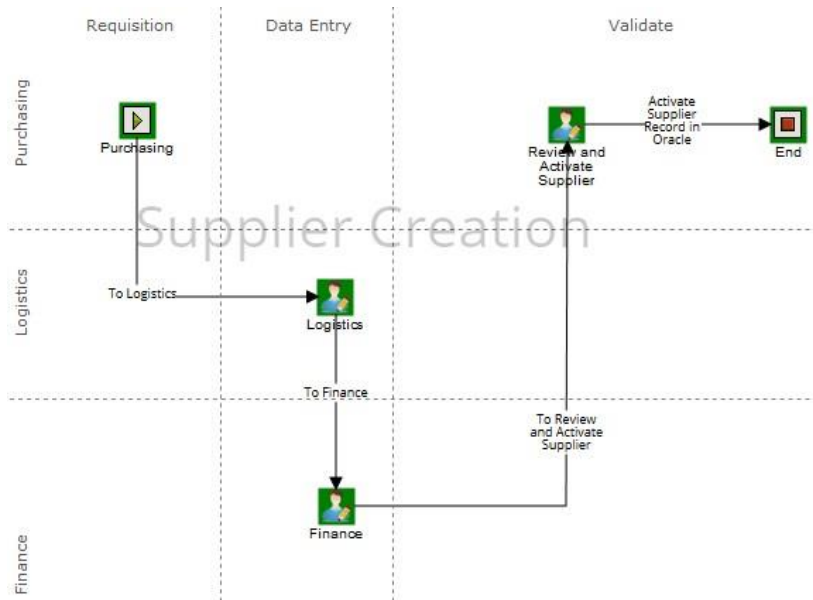 Requisition
Data Entry
Validate
Purchasing
Purchasing
Review and
Activate
Supplier
Activate
Supplier
Record in
Oracle
End
Supplier Creation
Logistics
To Logistics
Logistics
To Finance
To Review
and Activate
Supplier
Finance
Finance